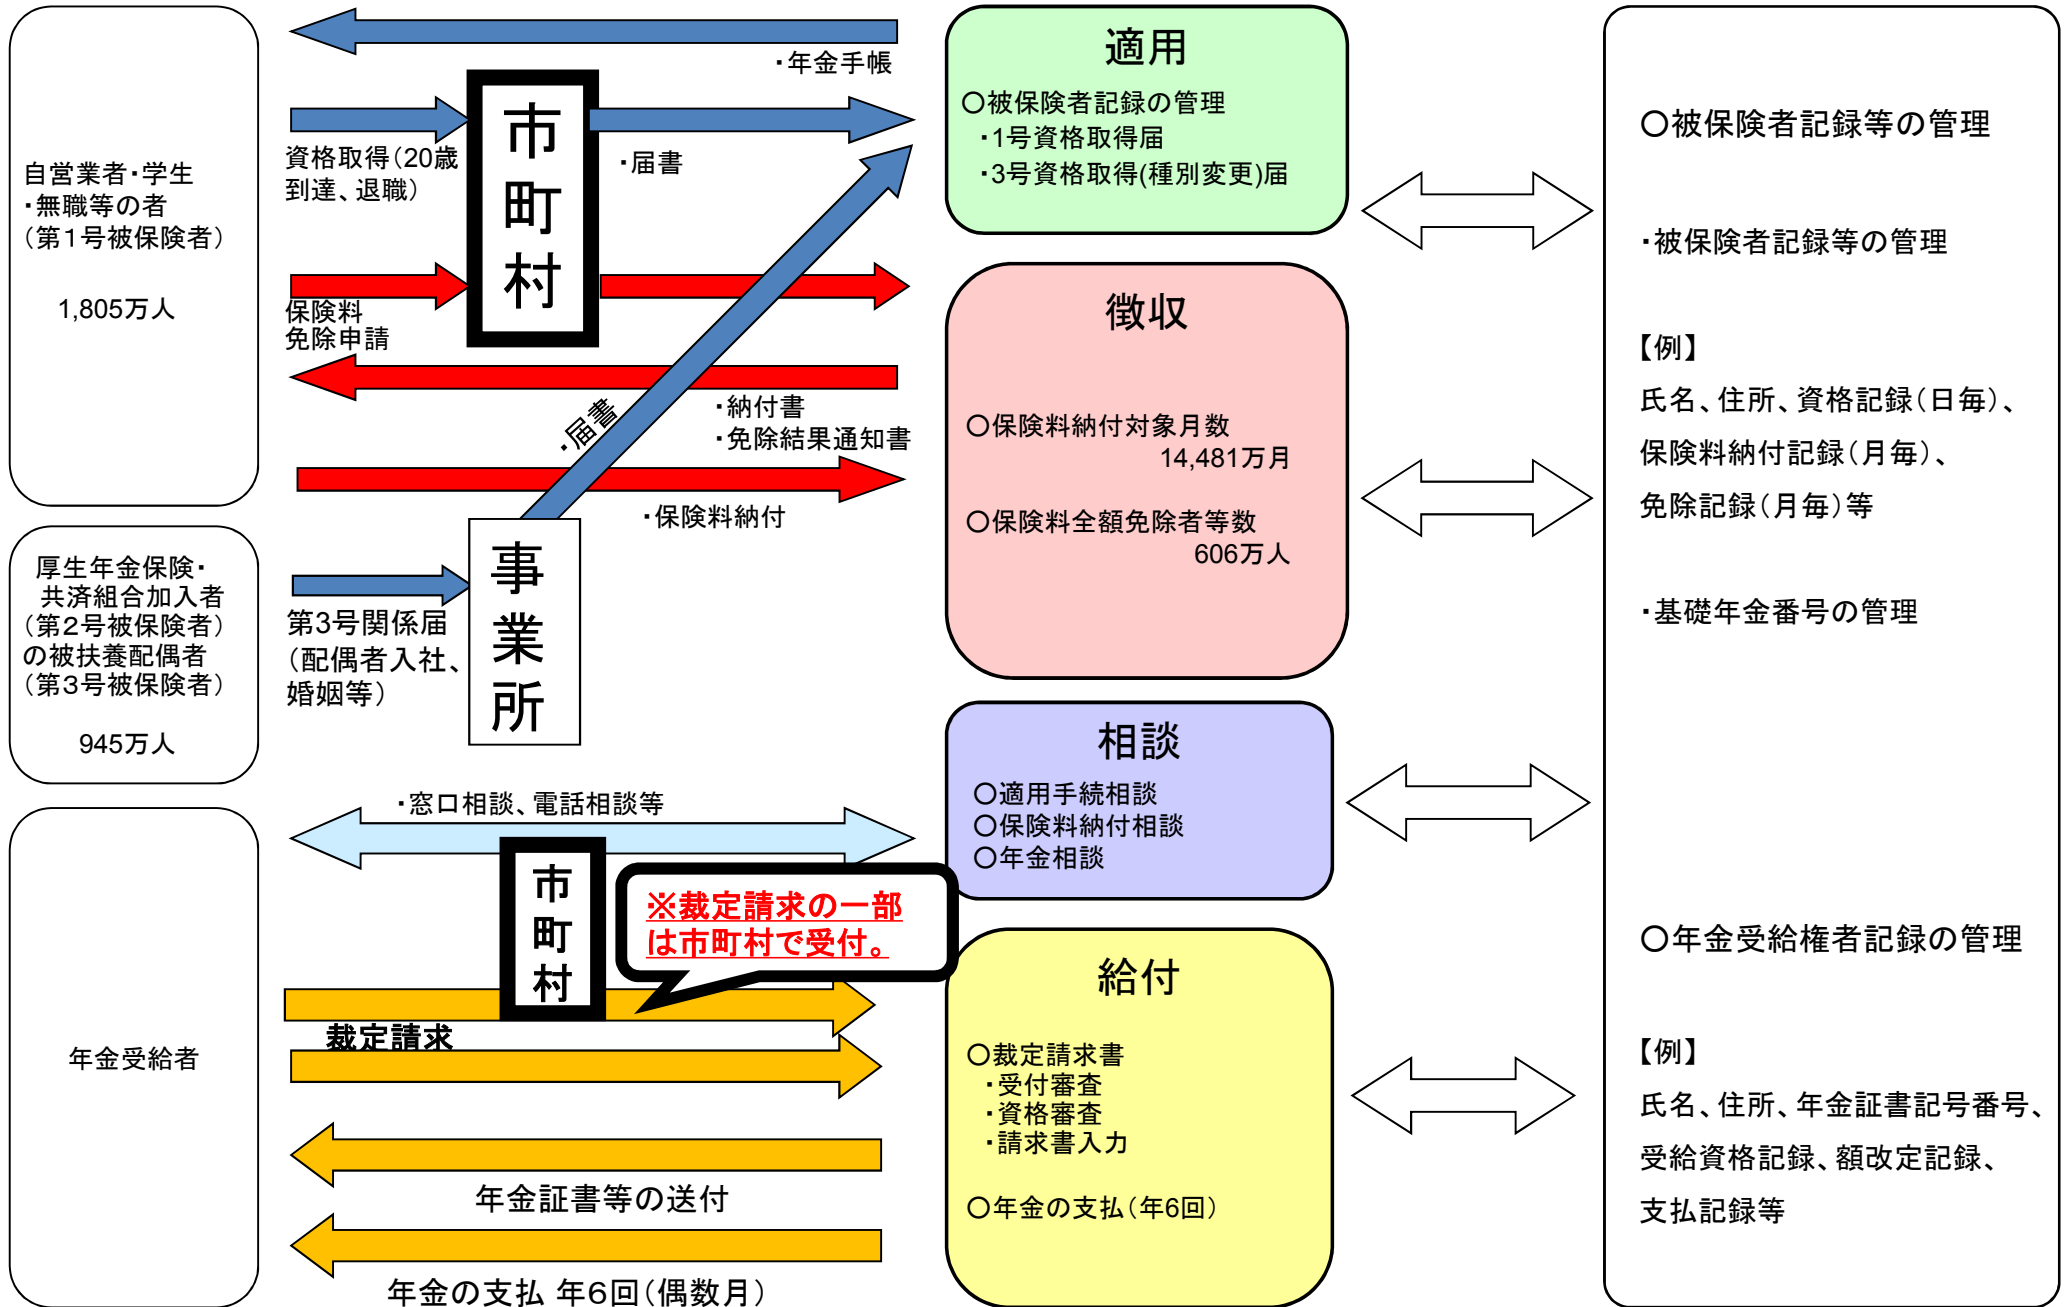 自営業者・学生
・無職等の者
（第１号被保険者）
1,805万人
厚生年金保険・
共済組合加入者
（第２号被保険者）
の被扶養配偶者
（第３号被保険者）
945万人
年金受給者
・年金手帳
市町村
資格取得（20歳
到達、退職）
・届書
保険料
免除申請
・納付書
・免除結果通知書
・届書
・保険料納付
事業所
第3号関係届
（配偶者入社、
婚姻等）
・窓口相談、電話相談等
市町村
※裁定請求の一部
は市町村で受付。
裁定請求
年金証書等の送付
年金の支払 年６回（偶数月）
適用
○被保険者記録の管理
・1号資格取得届
・3号資格取得(種別変更)届
徴収
○保険料納付対象月数
14,481万月
○保険料全額免除者等数
606万人
相談
○適用手続相談
○保険料納付相談
○年金相談
給付
○裁定請求書
・受付審査
・資格審査
・請求書入力
○年金の支払（年6回）
○被保険者記録等の管理
・被保険者記録等の管理
【例】
氏名、住所、資格記録（日毎）、
保険料納付記録（月毎）、
免除記録（月毎）等
・基礎年金番号の管理
○年金受給権者記録の管理
【例】
氏名、住所、年金証書記号番号、
受給資格記録、額改定記録、
支払記録等